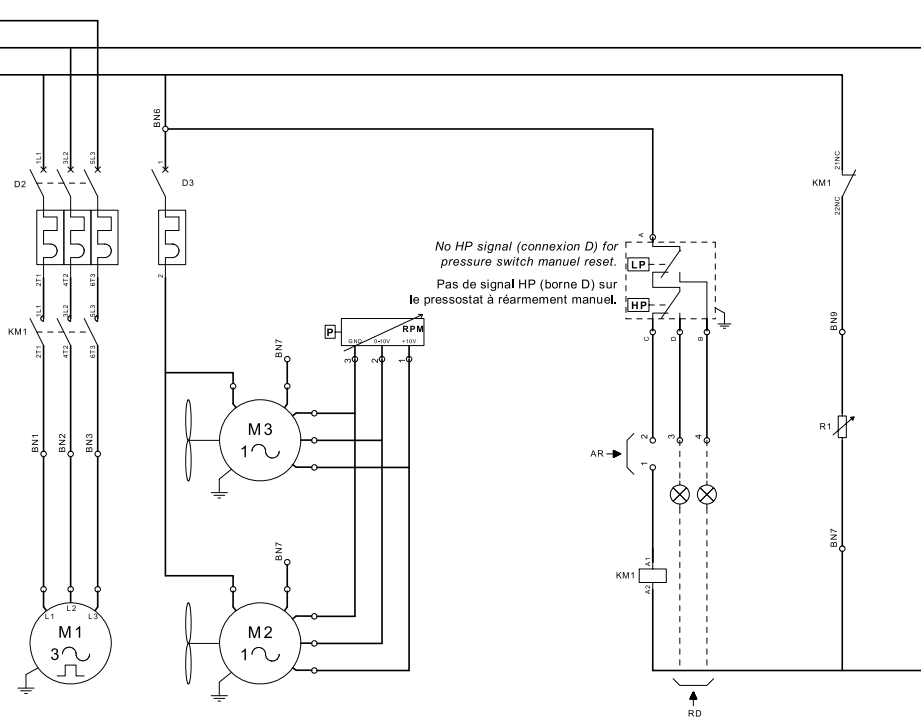 BN6
1L1
3L2
5L3
1
21NC
D2
D3
KM1
22NC
A
No HP signal (connexion D) for
pressure switch manuel reset.
LP
2T1
4T2
6T3
2
Pas de signal HP (borne D) sur
le pressostat à réarmement manuel.
HP
1L1
3L2
5L3
KM1
P
RPM
GND
0-10V
+10V
BN9
2T1
4T2
6T3
BN7
3
2
1
C
D
B
BN1
BN2
BN3
M3
1
R1
AR
2
3
4
1
BN7
BN7
A1
KM1
A2
L1
L2
L3
M1
3
M2
1
RD